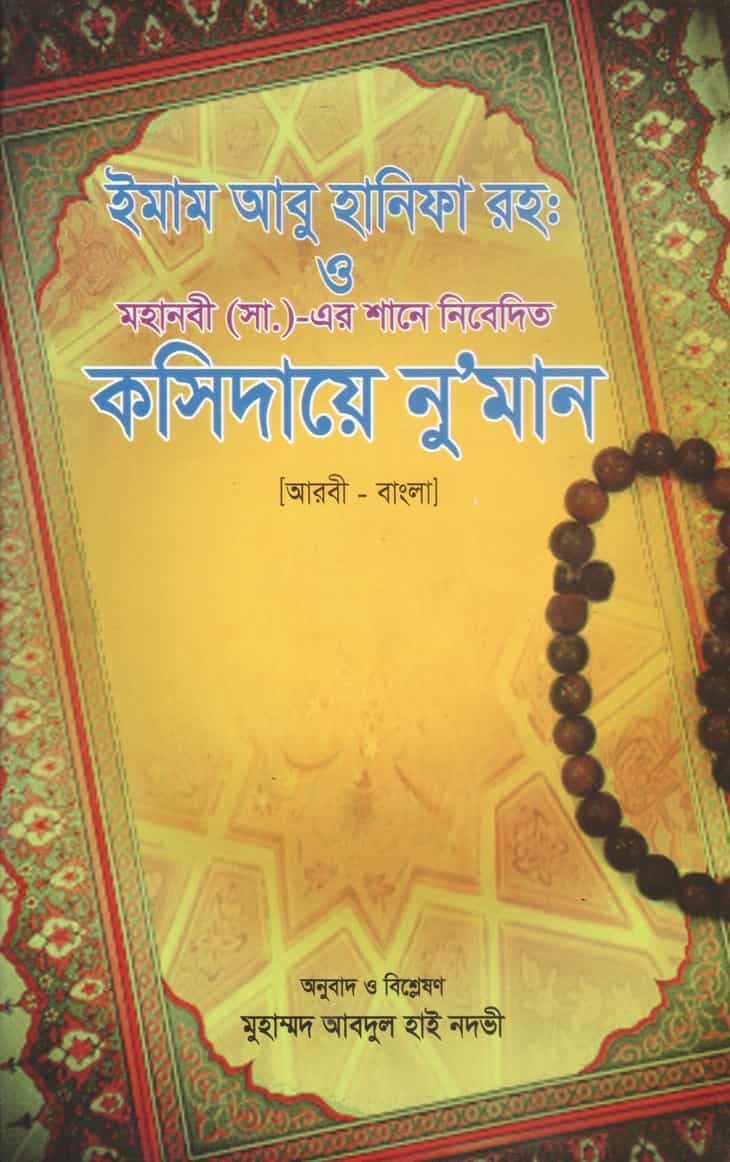 ইমাম আবু হানিফা রহঃ
ও
মহানবী (সা.)-এর শানে নিবেদিত
কসিদায়ে নু'মান
[আরবী - বাংলা]
অনুবাদ ও বিশ্লেষণ
মুহাম্মদ আবদুল হাই নদভী